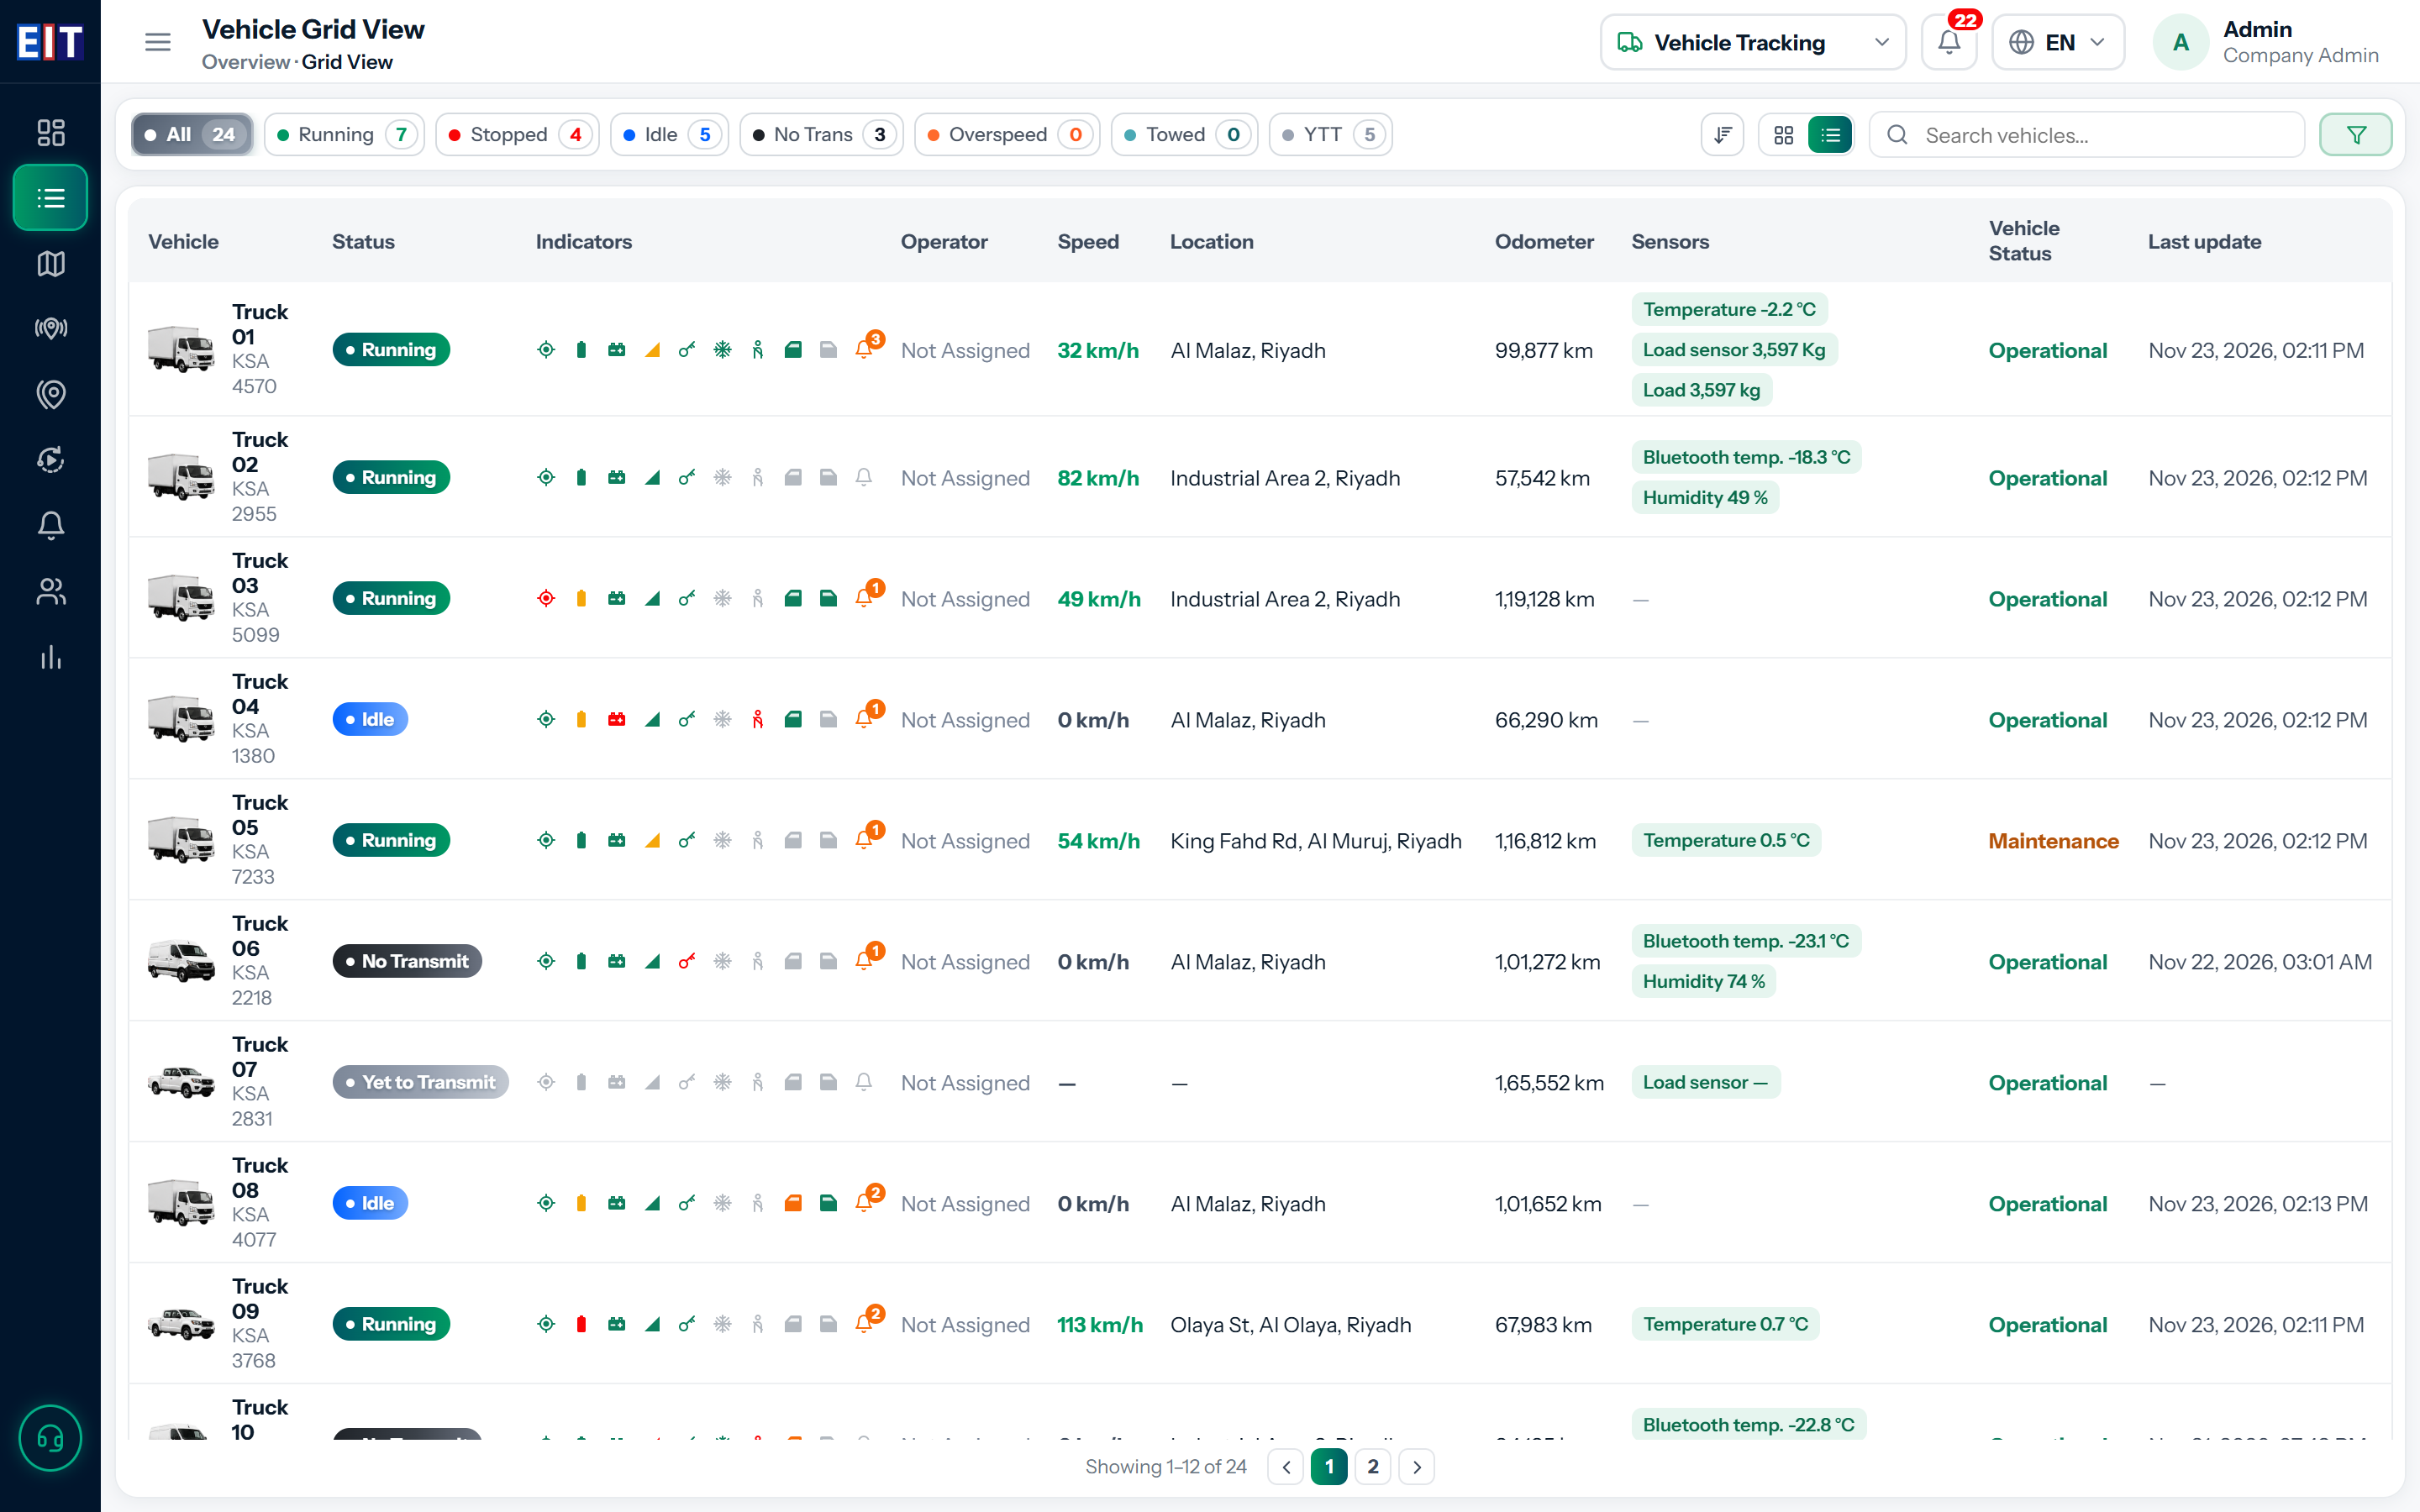 EIT
Vehicle Grid View
Overview · Grid View
Vehicle Tracking
22
EN
A
Admin
Company Admin
All 24
Running 7
Stopped 4
Idle 5
No Trans 3
Overspeed 0
Towed 0
YTT 5
Search vehicles...
Vehicle Status Indicators Operator Speed Location Odometer Sensors Vehicle Status Last update
Truck 01
KSA 4570
Running
3
Not Assigned
32 km/h
Al Malaz, Riyadh
99,877 km
Temperature -2.2 °C
Load sensor 3,597 Kg
Load 3,597 kg
Operational
Nov 23, 2026, 02:11 PM
Truck 02
KSA 2955
Running
Not Assigned
82 km/h
Industrial Area 2, Riyadh
57,542 km
Bluetooth temp. -18.3 °C
Humidity 49 %
Operational
Nov 23, 2026, 02:12 PM
Truck 03
KSA 5099
Running
1
Not Assigned
49 km/h
Industrial Area 2, Riyadh
1,19,128 km
—
Operational
Nov 23, 2026, 02:12 PM
Truck 04
KSA 1380
Idle
1
Not Assigned
0 km/h
Al Malaz, Riyadh
66,290 km
—
Operational
Nov 23, 2026, 02:12 PM
Truck 05
KSA 7233
Running
1
Not Assigned
54 km/h
King Fahd Rd, Al Muruj, Riyadh
1,16,812 km
Temperature 0.5 °C
Maintenance
Nov 23, 2026, 02:12 PM
Truck 06
KSA 2218
No Transmit
1
Not Assigned
0 km/h
Al Malaz, Riyadh
1,01,272 km
Bluetooth temp. -23.1 °C
Humidity 74 %
Operational
Nov 22, 2026, 03:01 AM
Truck 07
KSA 2831
Yet to Transmit
Not Assigned
—
—
1,65,552 km
Load sensor —
Operational
—
Truck 08
KSA 4077
Idle
2
Not Assigned
0 km/h
Al Malaz, Riyadh
1,01,652 km
—
Operational
Nov 23, 2026, 02:13 PM
Truck 09
KSA 3768
Running
2
Not Assigned
113 km/h
Olaya St, Al Olaya, Riyadh
67,983 km
Temperature 0.7 °C
Operational
Nov 23, 2026, 02:11 PM
Truck 10
Bluetooth temp. -22.8 °C
Showing 1–12 of 24
1
2